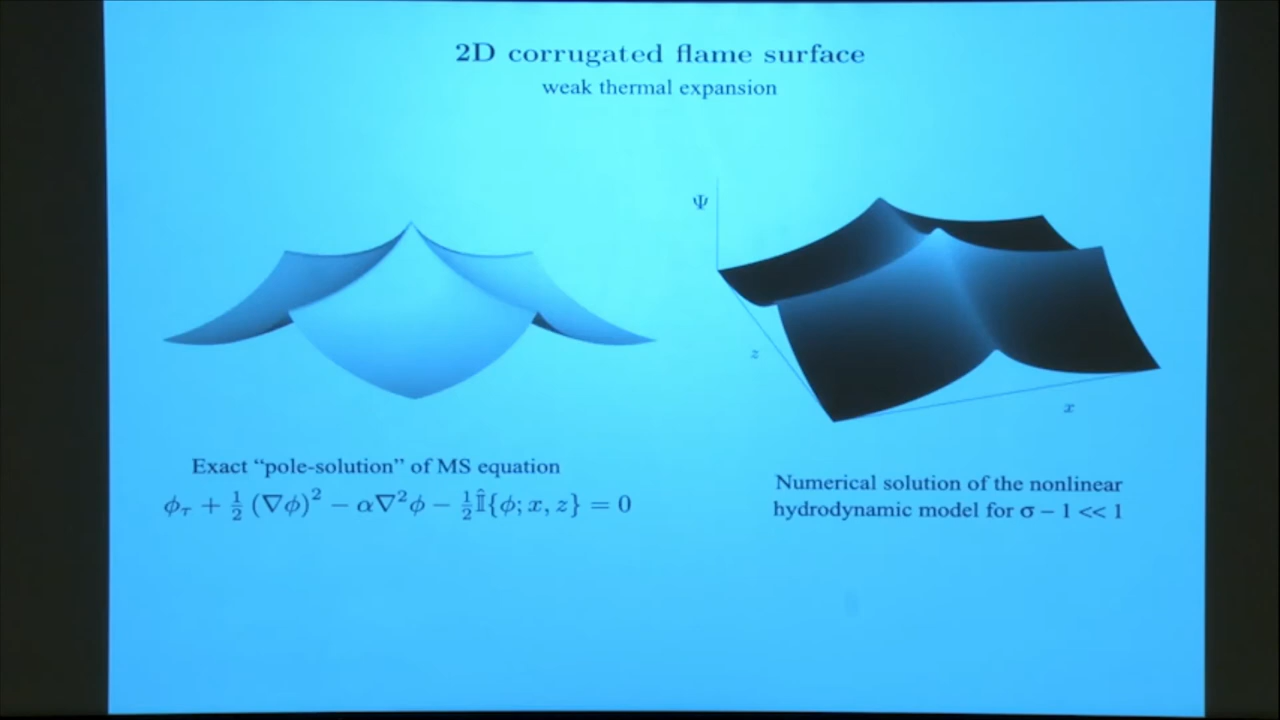 2D corrugated flame surface
weak thermal expansion
Ψ
z
x
Exact “pole-solution” of MS equation
ϕ_τ + ½ (∇ϕ)² − α∇²ϕ − ½ 𝕀̂{ϕ; x, z} = 0
Numerical solution of the nonlinear
hydrodynamic model for σ − 1 << 1